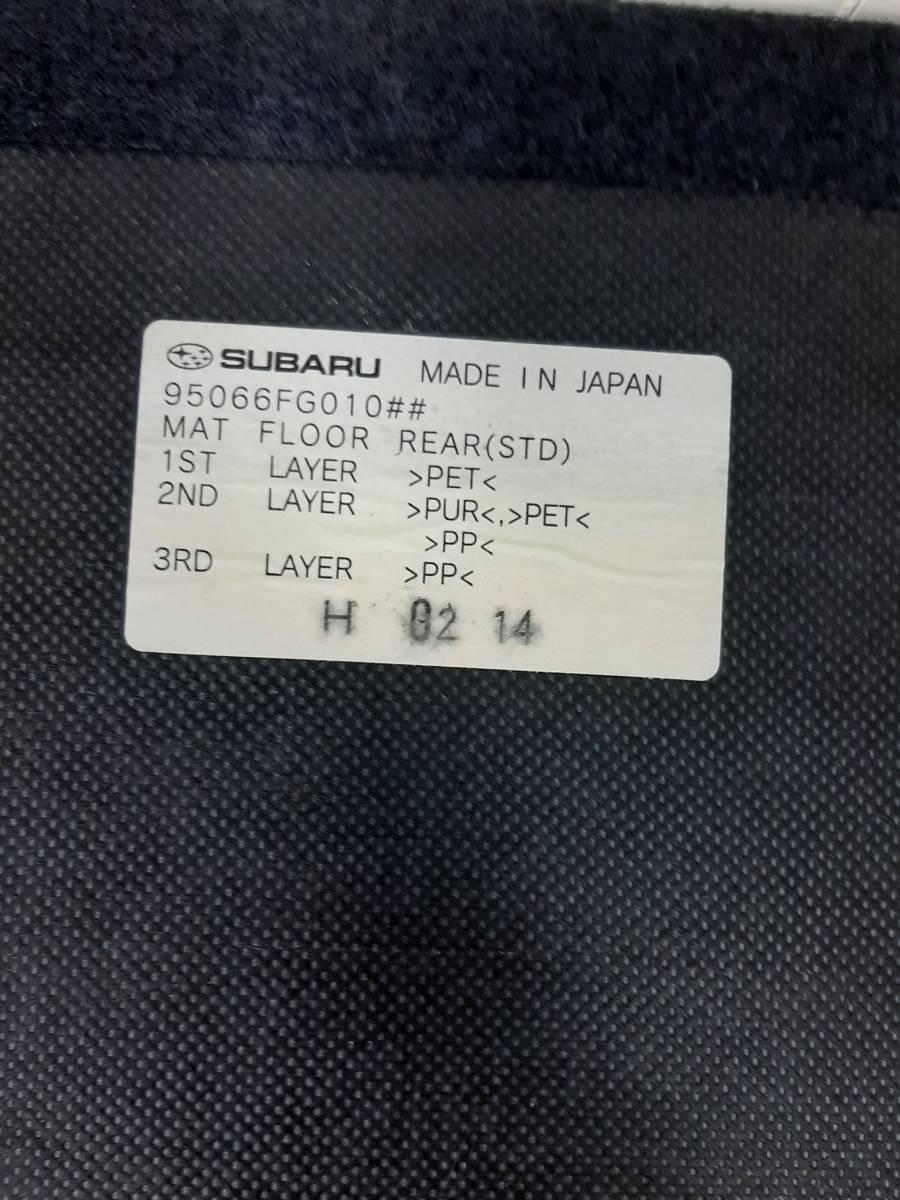 SUBARU MADE IN JAPAN
95066FG010##
MAT FLOOR REAR(STD)
1ST LAYER >PET<
2ND LAYER >PUR<,>PET<
>PP<
3RD LAYER >PP<
H 02 14